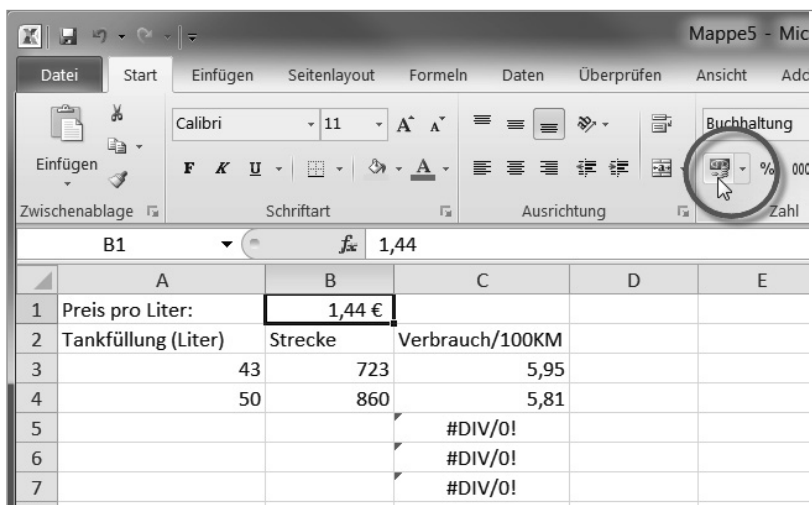 Mappe5 - Mic
Datei Start Einfügen Seitenlayout Formeln Daten Überprüfen Ansicht Add
Calibri 11 A A Buchhaltung
Einfügen F K U A % 000
Zwischenablage Schriftart Ausrichtung Zahl
B1 fx 1,44
A B C D E
1 Preis pro Liter: 1,44 €
2 Tankfüllung (Liter) Strecke Verbrauch/100KM
3 43 723 5,95
4 50 860 5,81
5 #DIV/0!
6 #DIV/0!
7 #DIV/0!